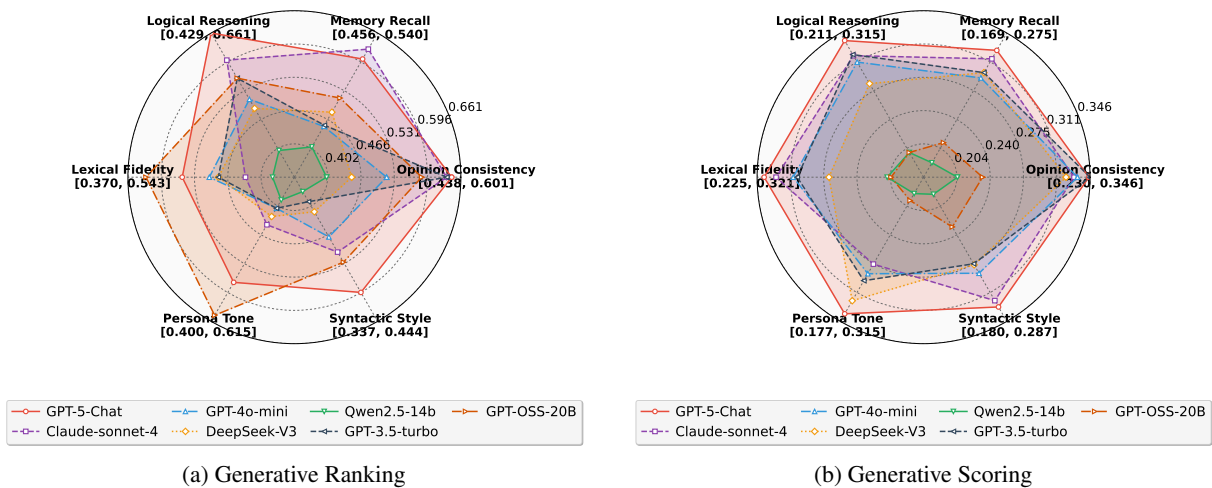 Logical Reasoning
[0.429, 0.661]
Memory Recall
[0.456, 0.540]
Lexical Fidelity
[0.370, 0.543]
Opinion Consistency
[0.438, 0.601]
Persona Tone
[0.400, 0.615]
Syntactic Style
[0.337, 0.444]
0.661
0.596
0.531
0.466
0.402
GPT-5-Chat
GPT-4o-mini
Qwen2.5-14b
GPT-OSS-20B
Claude-sonnet-4
DeepSeek-V3
GPT-3.5-turbo
(a) Generative Ranking
Logical Reasoning
[0.211, 0.315]
Memory Recall
[0.169, 0.275]
Lexical Fidelity
[0.225, 0.321]
Opinion Consistency
[0.230, 0.346]
Persona Tone
[0.177, 0.315]
Syntactic Style
[0.180, 0.287]
0.346
0.311
0.275
0.240
0.204
GPT-5-Chat
GPT-4o-mini
Qwen2.5-14b
GPT-OSS-20B
Claude-sonnet-4
DeepSeek-V3
GPT-3.5-turbo
(b) Generative Scoring